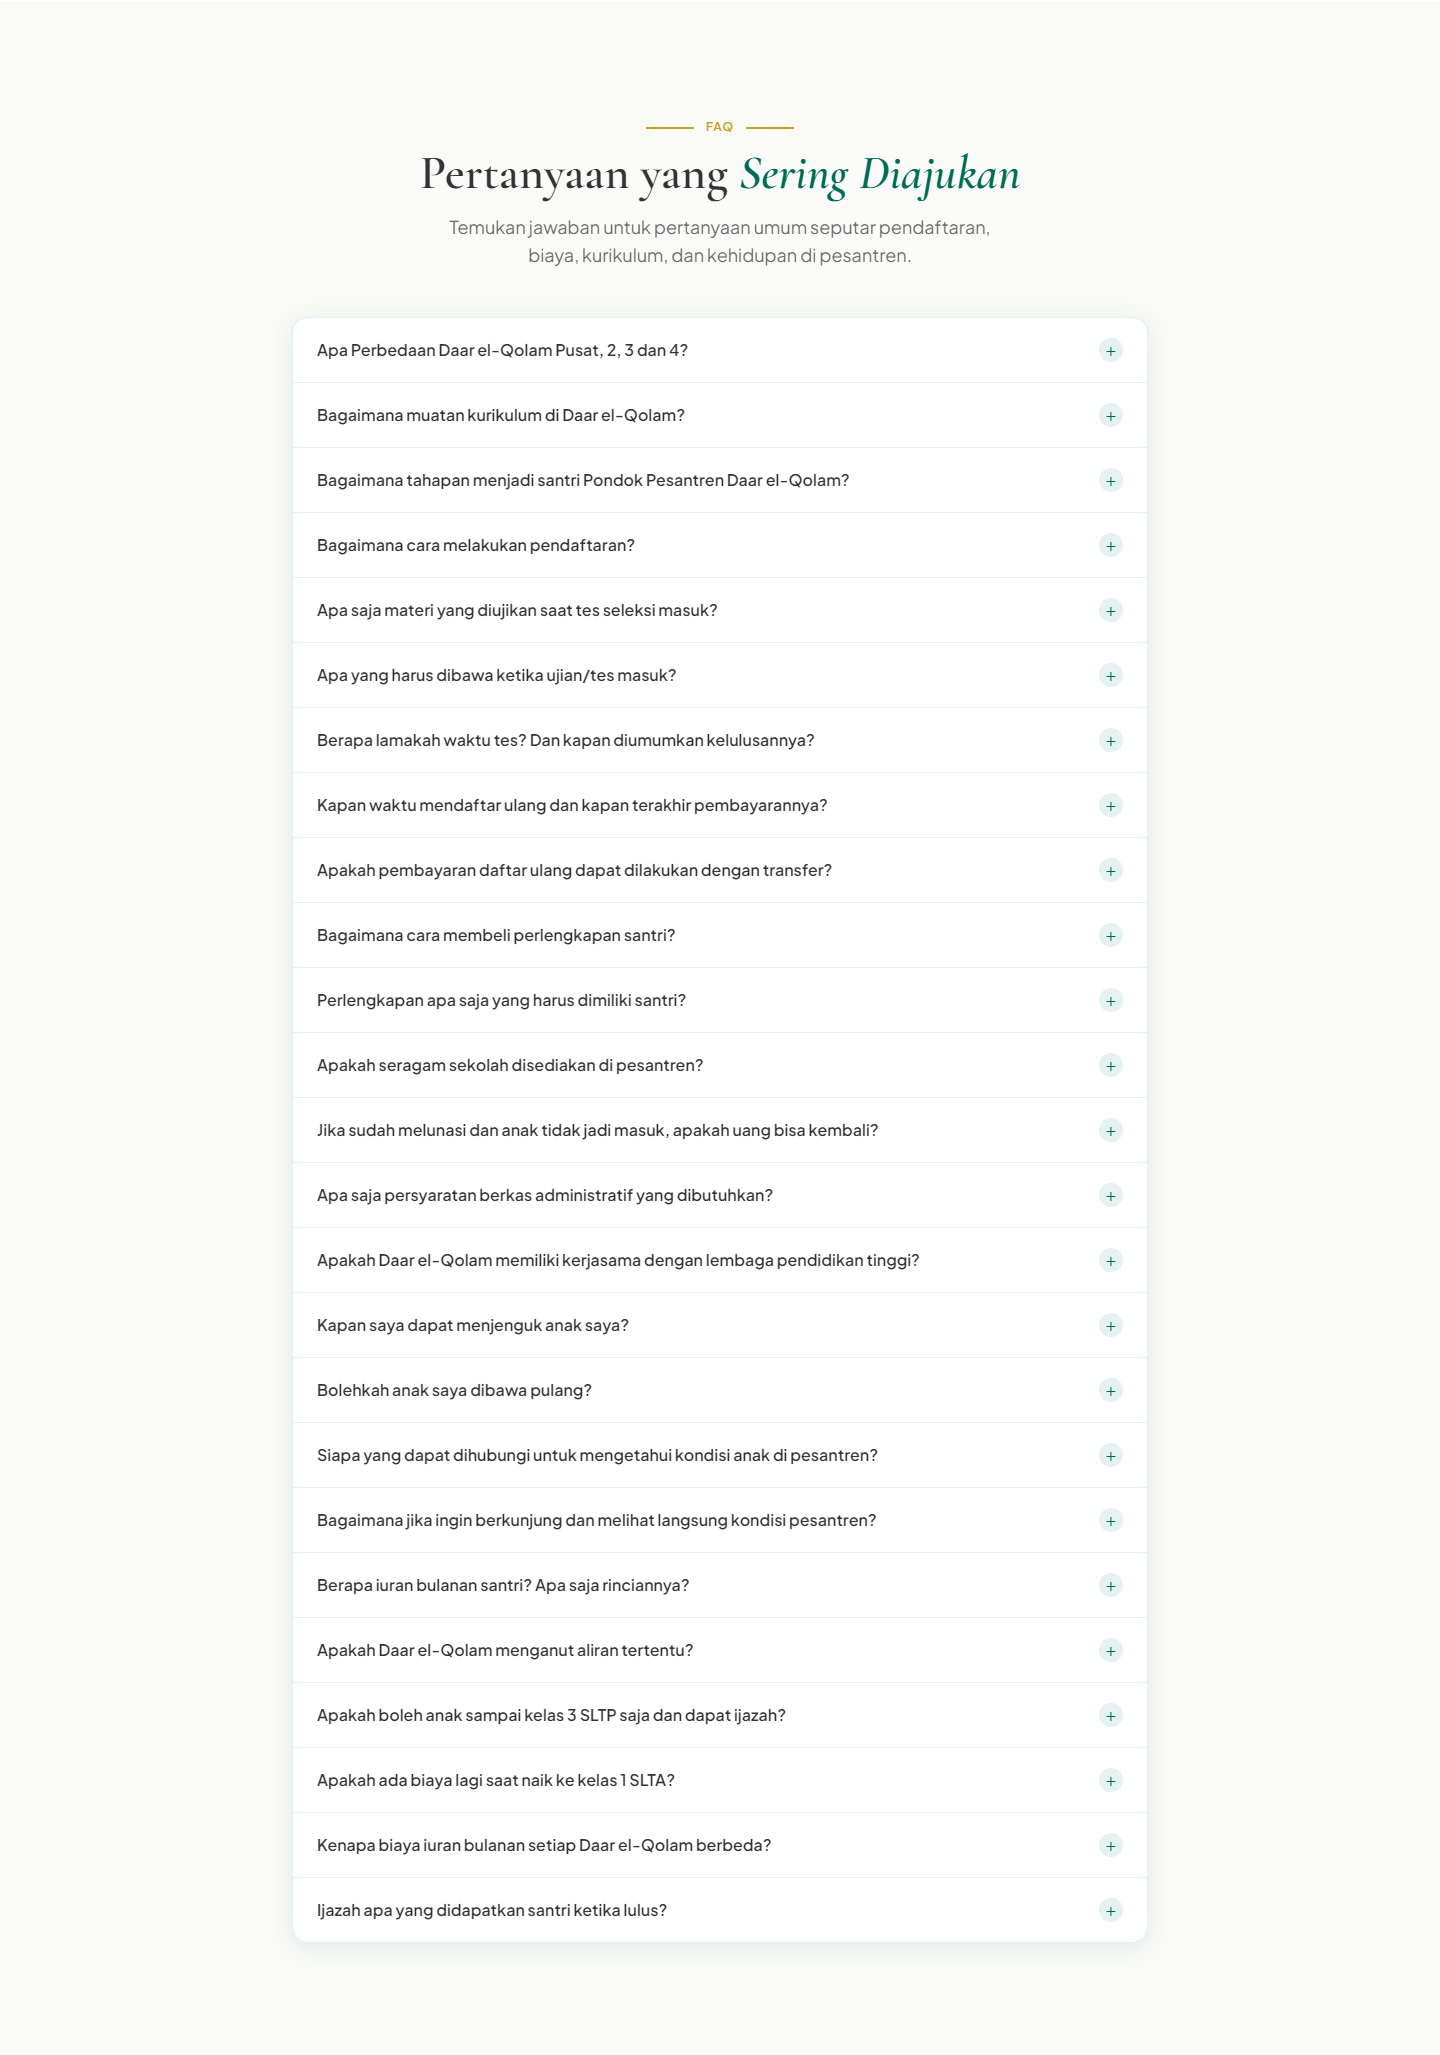 FAQ
Pertanyaan yang Sering Diajukan
Temukan jawaban untuk pertanyaan umum seputar pendaftaran,
biaya, kurikulum, dan kehidupan di pesantren.
Apa Perbedaan Daar el-Qolam Pusat, 2, 3 dan 4?
+
Bagaimana muatan kurikulum di Daar el-Qolam?
+
Bagaimana tahapan menjadi santri Pondok Pesantren Daar el-Qolam?
+
Bagaimana cara melakukan pendaftaran?
+
Apa saja materi yang diujikan saat tes seleksi masuk?
+
Apa yang harus dibawa ketika ujian/tes masuk?
+
Berapa lamakah waktu tes? Dan kapan diumumkan kelulusannya?
+
Kapan waktu mendaftar ulang dan kapan terakhir pembayarannya?
+
Apakah pembayaran daftar ulang dapat dilakukan dengan transfer?
+
Bagaimana cara membeli perlengkapan santri?
+
Perlengkapan apa saja yang harus dimiliki santri?
+
Apakah seragam sekolah disediakan di pesantren?
+
Jika sudah melunasi dan anak tidak jadi masuk, apakah uang bisa kembali?
+
Apa saja persyaratan berkas administratif yang dibutuhkan?
+
Apakah Daar el-Qolam memiliki kerjasama dengan lembaga pendidikan tinggi?
+
Kapan saya dapat menjenguk anak saya?
+
Bolehkah anak saya dibawa pulang?
+
Siapa yang dapat dihubungi untuk mengetahui kondisi anak di pesantren?
+
Bagaimana jika ingin berkunjung dan melihat langsung kondisi pesantren?
+
Berapa iuran bulanan santri? Apa saja rinciannya?
+
Apakah Daar el-Qolam menganut aliran tertentu?
+
Apakah boleh anak sampai kelas 3 SLTP saja dan dapat ijazah?
+
Apakah ada biaya lagi saat naik ke kelas 1 SLTA?
+
Kenapa biaya iuran bulanan setiap Daar el-Qolam berbeda?
+
Ijazah apa yang didapatkan santri ketika lulus?
+